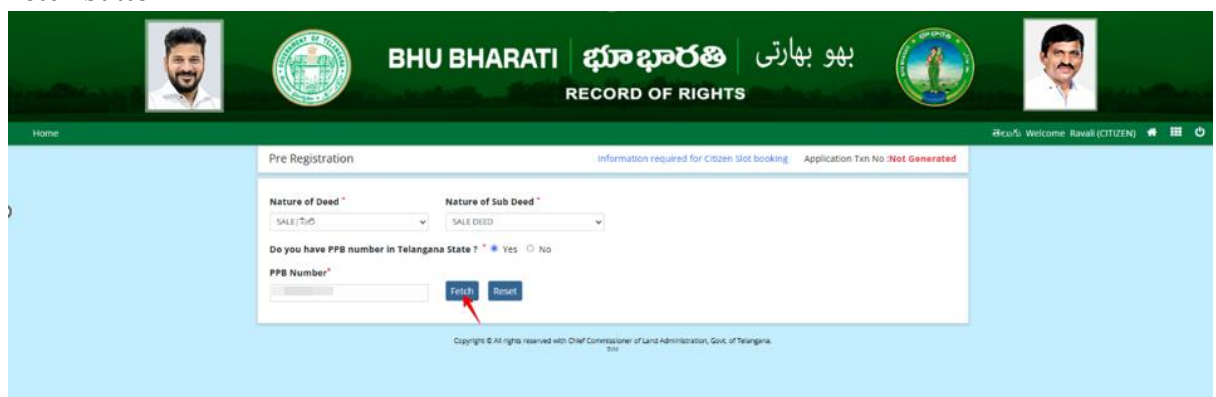 BHU BHARATI భూ భారతి بھو بھارتی
RECORD OF RIGHTS
Home
తెలుగు Welcome Ravali (CITIZEN)
Pre Registration Information required for Citizen Slot booking Application Txn No :Not Generated
Nature of Deed * Nature of Sub Deed *
SALE| SALE DEED
Do you have PPB number in Telangana State ? * Yes No
PPB Number*
Fetch Reset
Copyright © All rights reserved with Chief Commissioner of Land Administration, Govt. of Telangana.